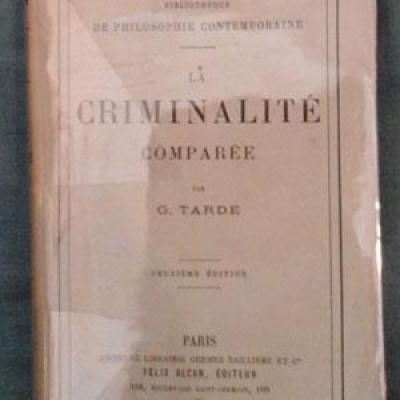 BIBLIOTHÈQUE
DE PHILOSOPHIE CONTEMPORAINE
LA
CRIMINALITÉ
COMPARÉE
PAR
G. TARDE
DEUXIÈME ÉDITION
PARIS
ANCIENNE LIBRAIRIE GERMER BAILLIÈRE ET Cie
FÉLIX ALCAN, ÉDITEUR
108, BOULEVARD SAINT-GERMAIN, 108